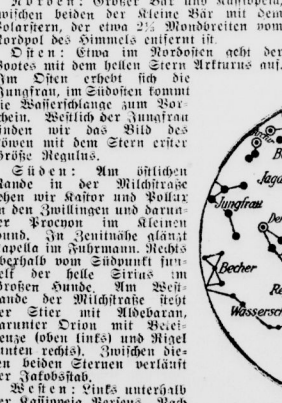 Norden: Großer Bär und Kassiopeia,
zwischen beiden der Kleine Bär mit dem
Polarstern, der etwa 2½ Mondbreiten vom
Nordpol des Himmels entfernt ist.
Osten: Etwa im Nordosten geht der
Bootes mit dem hellen Stern Arkturus auf.
Im Osten erhebt sich die
Jungfrau, im Südosten kommt
die Wasserschlange zum Vor-
schein. Westlich der Jungfrau
finden wir das Bild des
Löwen mit dem Stern erster
Größe Regulus.
Süden: Am östlichen
Rande in der Milchstraße
sehen wir Kastor und Pollux
in den Zwillingen und darun-
ter Procyon im Kleinen
Hund. In Zenitnähe glänzt
Capella im Fuhrmann. Rechts
oberhalb vom Südpunkt fun-
kelt der helle Sirius im
Großen Hunde. Am West-
rande der Milchstraße steht
der Stier mit Aldebaran,
darunter Orion mit Betei-
geuze (oben links) und Rigel
(unten rechts). Zwischen die-
sen beiden Sternen verläuft
der Jakobsstab.
Westen: Links unterhalb
der Kassiopeia Perseus. Nach
Jagd
Jungfrau
Der
Becher
Re
Wassersch